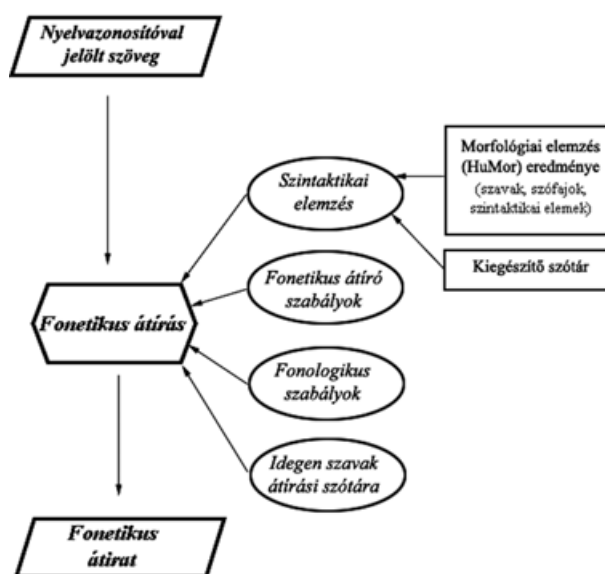 Nyelvazonosítóval
jelölt szöveg
Morfológiai elemzés
(HuMor) eredménye
(szavak, szófajok,
szintaktikai elemek)
Szintaktikai
elemzés
Kiegészítő szótár
Fonetikus átíró
szabályok
Fonetikus átírás
Fonologikus
szabályok
Idegen szavak
átírási szótára
Fonetikus
átirat